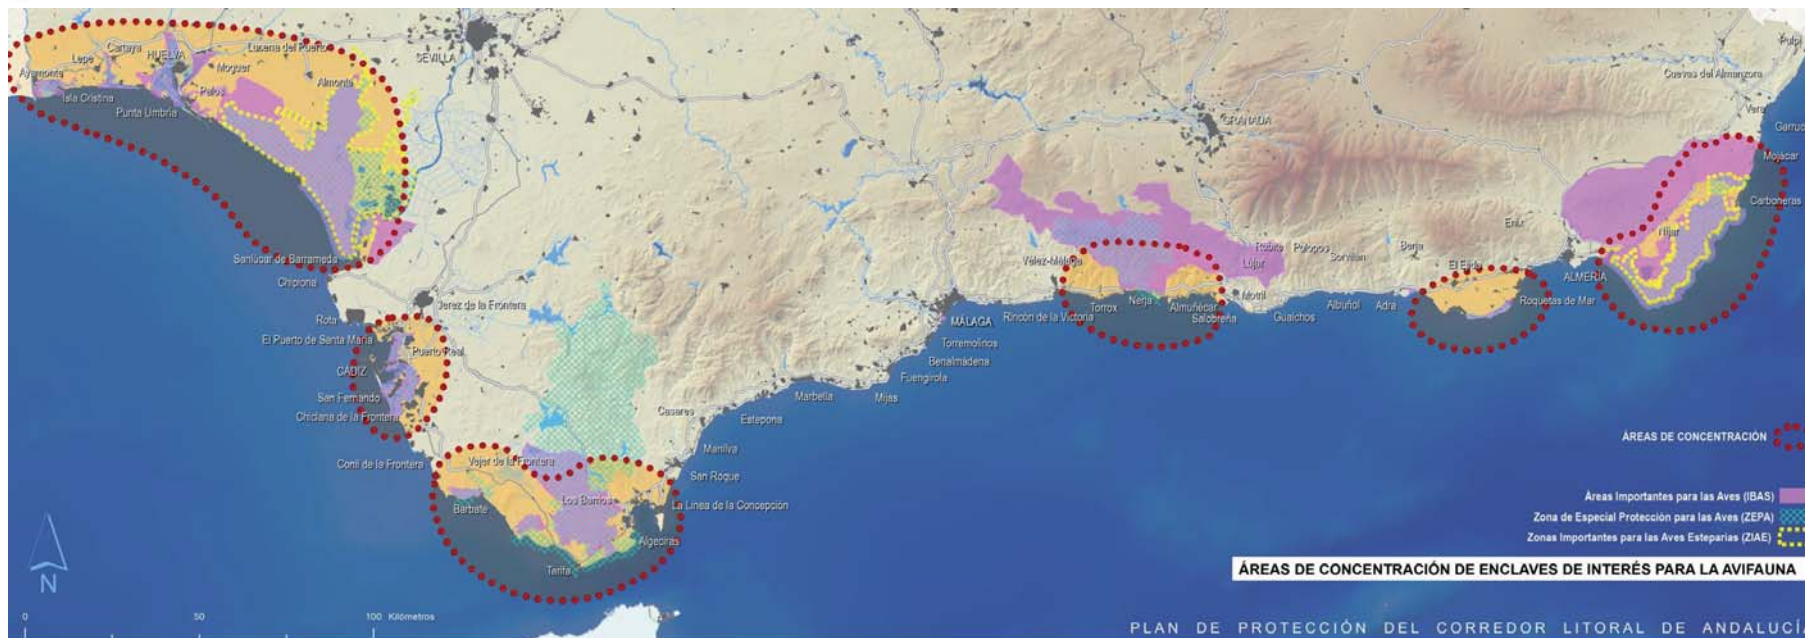 SEVILLA
Lucena del Puerto
Cartaya
HUELVA
Lepe
Moguer
Ayamonte
Almonte
Palos
Isla Cristina
Punta Umbría
Sanlúcar de Barrameda
Chipiona
Jerez de la Frontera
Rota
El Puerto de Santa María
Puerto Real
CÁDIZ
San Fernando
Chiclana de la Frontera
Conil de la Frontera
Vejer de la Frontera
Barbate
Los Barrios
Tarifa
Algeciras
La Línea de la Concepción
San Roque
Manilva
Casares
Estepona
Marbella
Mijas
Fuengirola
Benalmádena
Torremolinos
MÁLAGA
Rincón de la Victoria
Vélez-Málaga
Torrox
Nerja
Almuñécar
Salobreña
Motril
Gualchos
Lújar
Rubite
Polopos
Sorvilán
Albuñol
Adra
Berja
El Ejido
Enix
Roquetas de Mar
ALMERÍA
Níjar
Carboneras
Mojácar
Garruc
Vera
Cuevas del Almanzora
Pulpí
GRANADA
ÁREAS DE CONCENTRACIÓN
Áreas Importantes para las Aves (IBAS)
Zona de Especial Protección para las Aves (ZEPA)
Zonas Importantes para las Aves Esteparias (ZIAE)
ÁREAS DE CONCENTRACIÓN DE ENCLAVES DE INTERÉS PARA LA AVIFAUNA
PLAN DE PROTECCIÓN DEL CORREDOR LITORAL DE ANDALUCÍA
N
0 50 100 Kilómetros